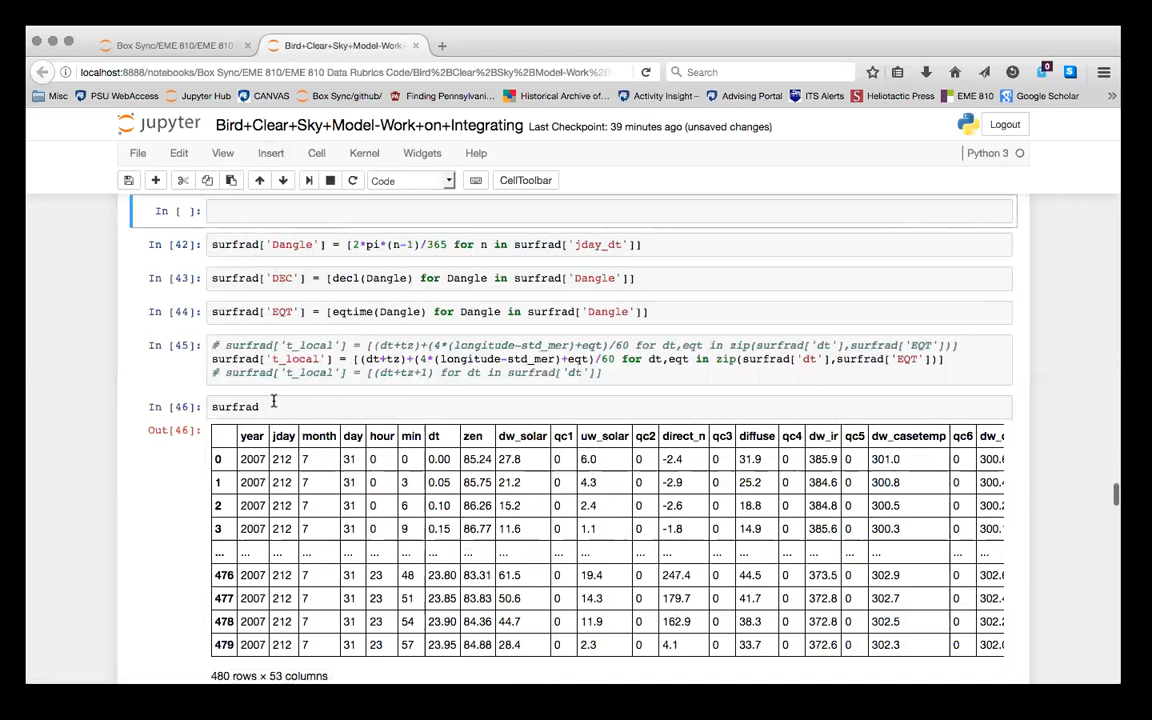 Box Sync/EME 810/EME 810 × Bird+Clear+Sky+Model-Work × +
localhost:8888/notebooks/Box Sync/EME 810/EME 810 Data Rubrics Code/Bird%2BClear%2BSky%2BModel-Work% Search 0
Misc PSU WebAccess Jupyter Hub CANVAS Box Sync/github/ Finding Pennsylvani... Historical Archive of... Activity Insight – Advising Portal ITS Alerts Heliotactic Press EME 810 Google Scholar »
jupyter Bird+Clear+Sky+Model-Work+on+Integrating Last Checkpoint: 39 minutes ago (unsaved changes) Logout
File Edit View Insert Cell Kernel Widgets Help Python 3
Code CellToolbar
In [ ]:
In [42]: surfrad['Dangle'] = [2*pi*(n-1)/365 for n in surfrad['jday_dt']]
In [43]: surfrad['DEC'] = [decl(Dangle) for Dangle in surfrad['Dangle']]
In [44]: surfrad['EQT'] = [eqtime(Dangle) for Dangle in surfrad['Dangle']]
In [45]: # surfrad['t_local'] = [(dt+tz)+(4*(longitude-std_mer)+eqt)/60 for dt,eqt in zip(surfrad['dt'],surfrad['EQT'])]
surfrad['t_local'] = [(dt+tz)+(4*(longitude-std_mer)+eqt)/60 for dt,eqt in zip(surfrad['dt'],surfrad['EQT'])]
# surfrad['t_local'] = [(dt+tz+1) for dt in surfrad['dt']]
In [46]: surfrad
Out[46]: year jday month day hour min dt zen dw_solar qc1 uw_solar qc2 direct_n qc3 diffuse qc4 dw_ir qc5 dw_casetemp qc6 dw_c
0 2007 212 7 31 0 0 0.00 85.24 27.8 0 6.0 0 -2.4 0 31.9 0 385.9 0 301.0 0 300.6
1 2007 212 7 31 0 3 0.05 85.75 21.2 0 4.3 0 -2.9 0 25.2 0 384.6 0 300.8 0 300.4
2 2007 212 7 31 0 6 0.10 86.26 15.2 0 2.4 0 -2.6 0 18.8 0 384.8 0 300.5 0 300.2
3 2007 212 7 31 0 9 0.15 86.77 11.6 0 1.1 0 -1.8 0 14.9 0 385.6 0 300.3 0 300.
... ... ... ... ... ... ... ... ... ... ... ... ... ... ... ... ... ... ... ... ... ...
476 2007 212 7 31 23 48 23.80 83.31 61.5 0 19.4 0 247.4 0 44.5 0 373.5 0 302.9 0 302.6
477 2007 212 7 31 23 51 23.85 83.83 50.6 0 14.3 0 179.7 0 41.7 0 372.8 0 302.7 0 302.4
478 2007 212 7 31 23 54 23.90 84.36 44.7 0 11.9 0 162.9 0 38.3 0 372.8 0 302.5 0 302.2
479 2007 212 7 31 23 57 23.95 84.88 28.4 0 2.3 0 4.1 0 33.7 0 372.6 0 302.3 0 302.0
480 rows × 53 columns